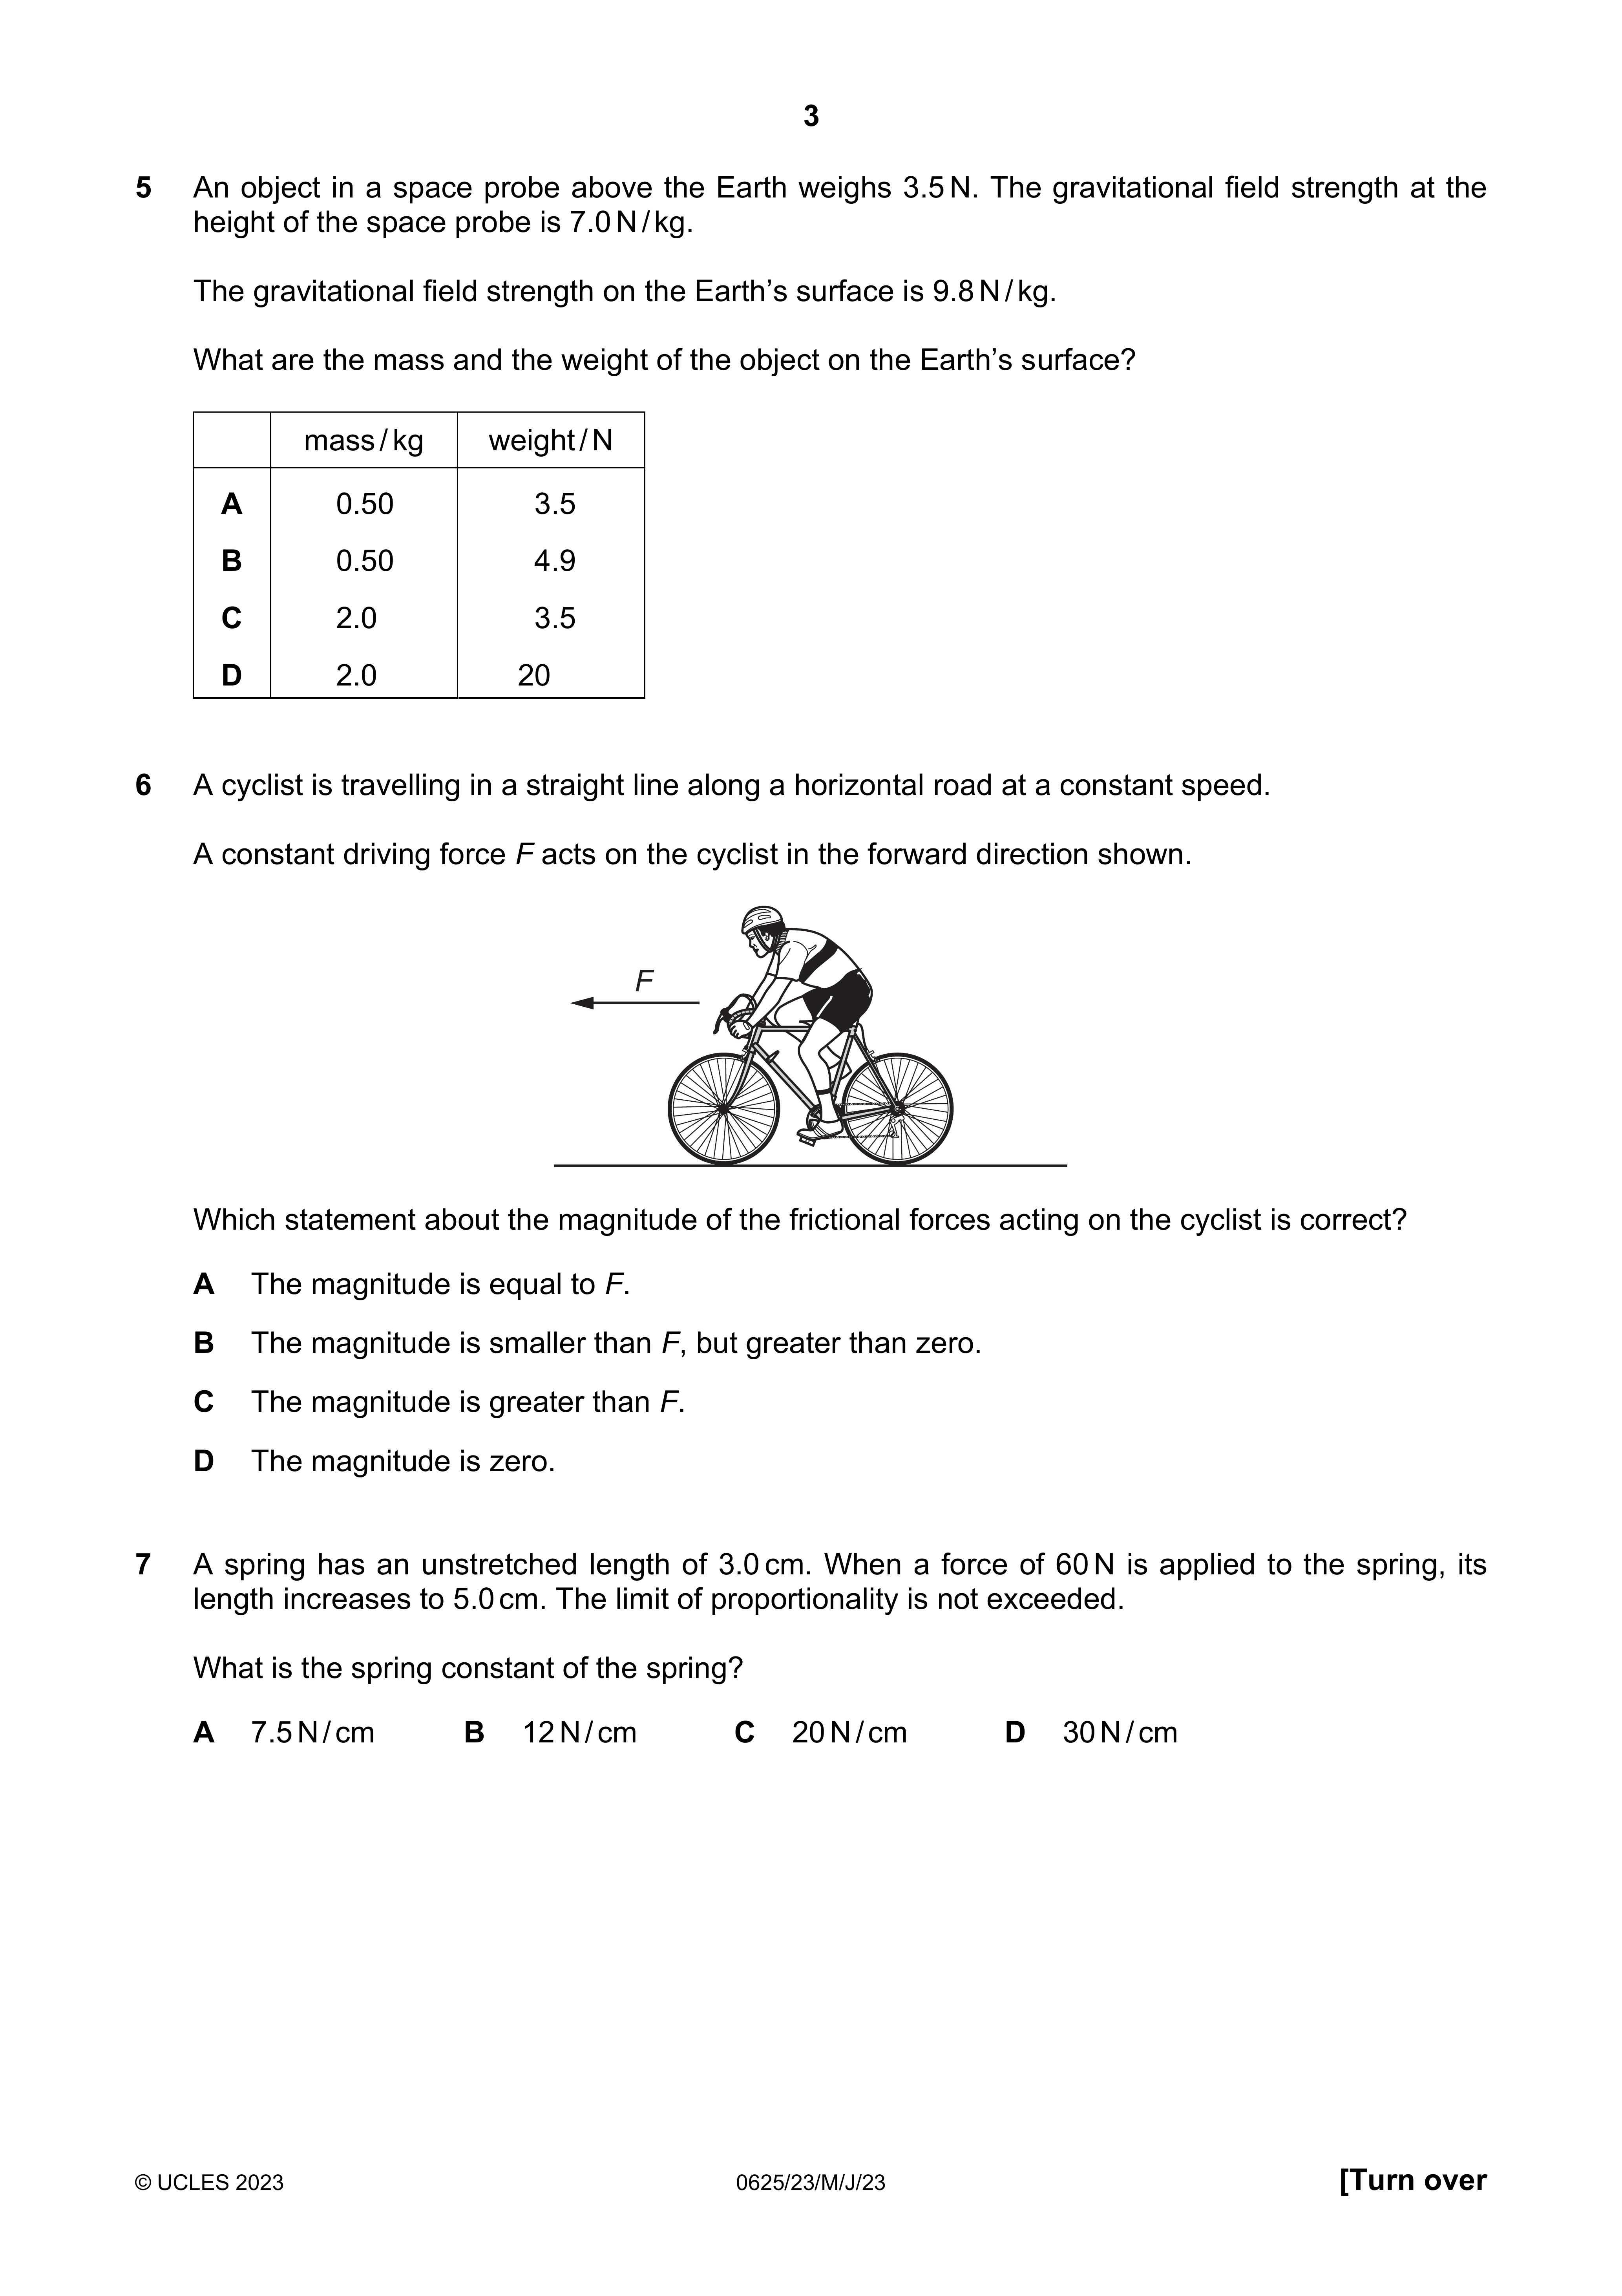 3
5 An object in a space probe above the Earth weighs 3.5 N. The gravitational field strength at the
height of the space probe is 7.0 N / kg.
The gravitational field strength on the Earth’s surface is 9.8 N / kg.
What are the mass and the weight of the object on the Earth’s surface?
mass / kg weight / N
A 0.50 3.5
B 0.50 4.9
C 2.0 3.5
D 2.0 20
6 A cyclist is travelling in a straight line along a horizontal road at a constant speed.
A constant driving force F acts on the cyclist in the forward direction shown.
F
Which statement about the magnitude of the frictional forces acting on the cyclist is correct?
A The magnitude is equal to F.
B The magnitude is smaller than F, but greater than zero.
C The magnitude is greater than F.
D The magnitude is zero.
7 A spring has an unstretched length of 3.0 cm. When a force of 60 N is applied to the spring, its
length increases to 5.0 cm. The limit of proportionality is not exceeded.
What is the spring constant of the spring?
A 7.5 N / cm B 12 N / cm C 20 N / cm D 30 N / cm
© UCLES 2023 0625/23/M/J/23 [Turn over